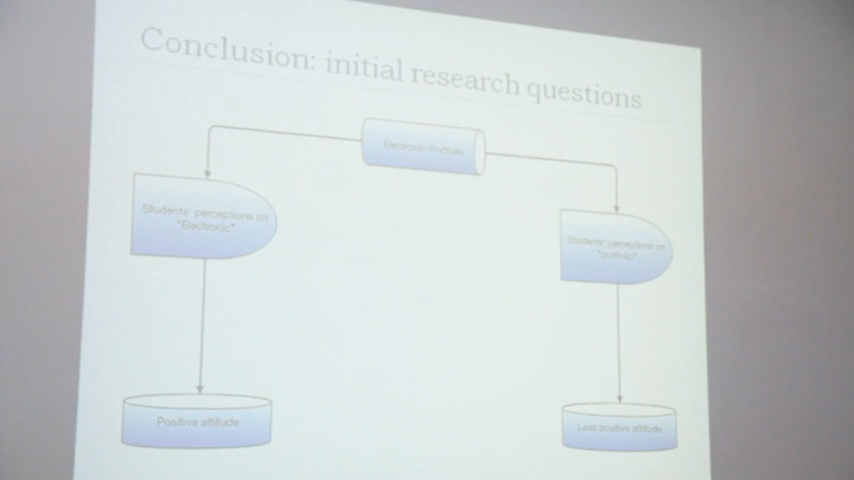 Conclusion: initial research questions
Electronic Portfolio
Students' perceptions on
"Electronic"
Students' perceptions on
"portfolio"
Positive attitude
Less positive attitude